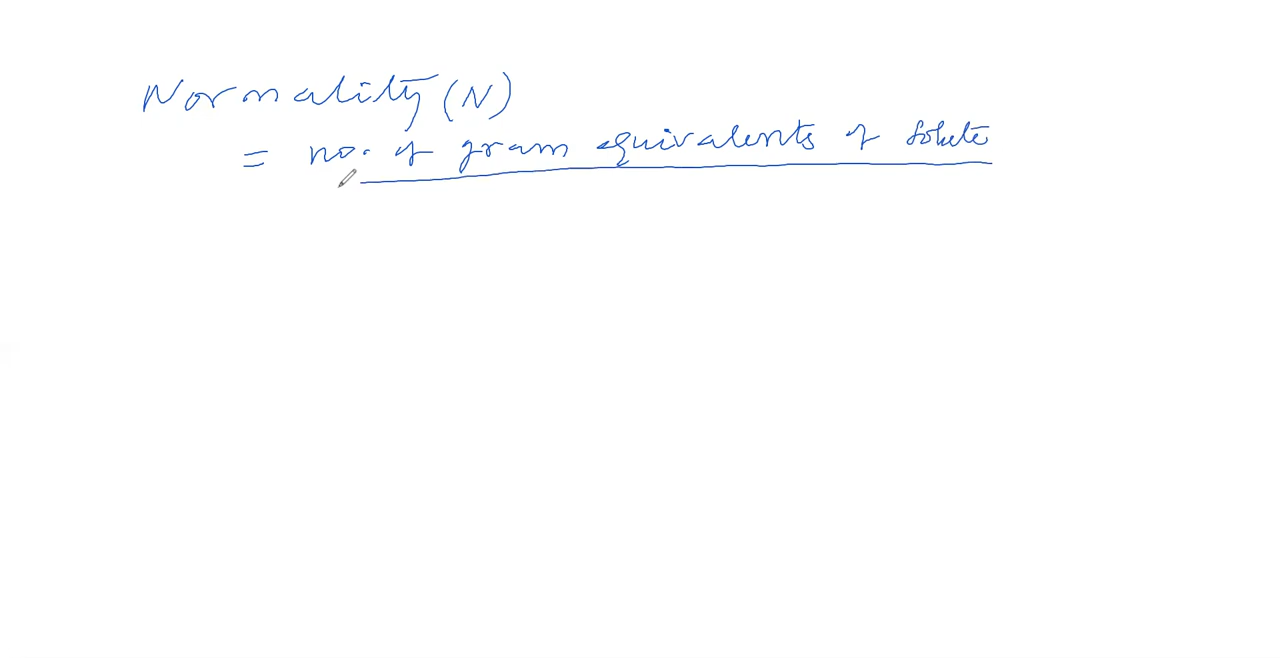 Normality (N)
= no. of gram equivalents of solute